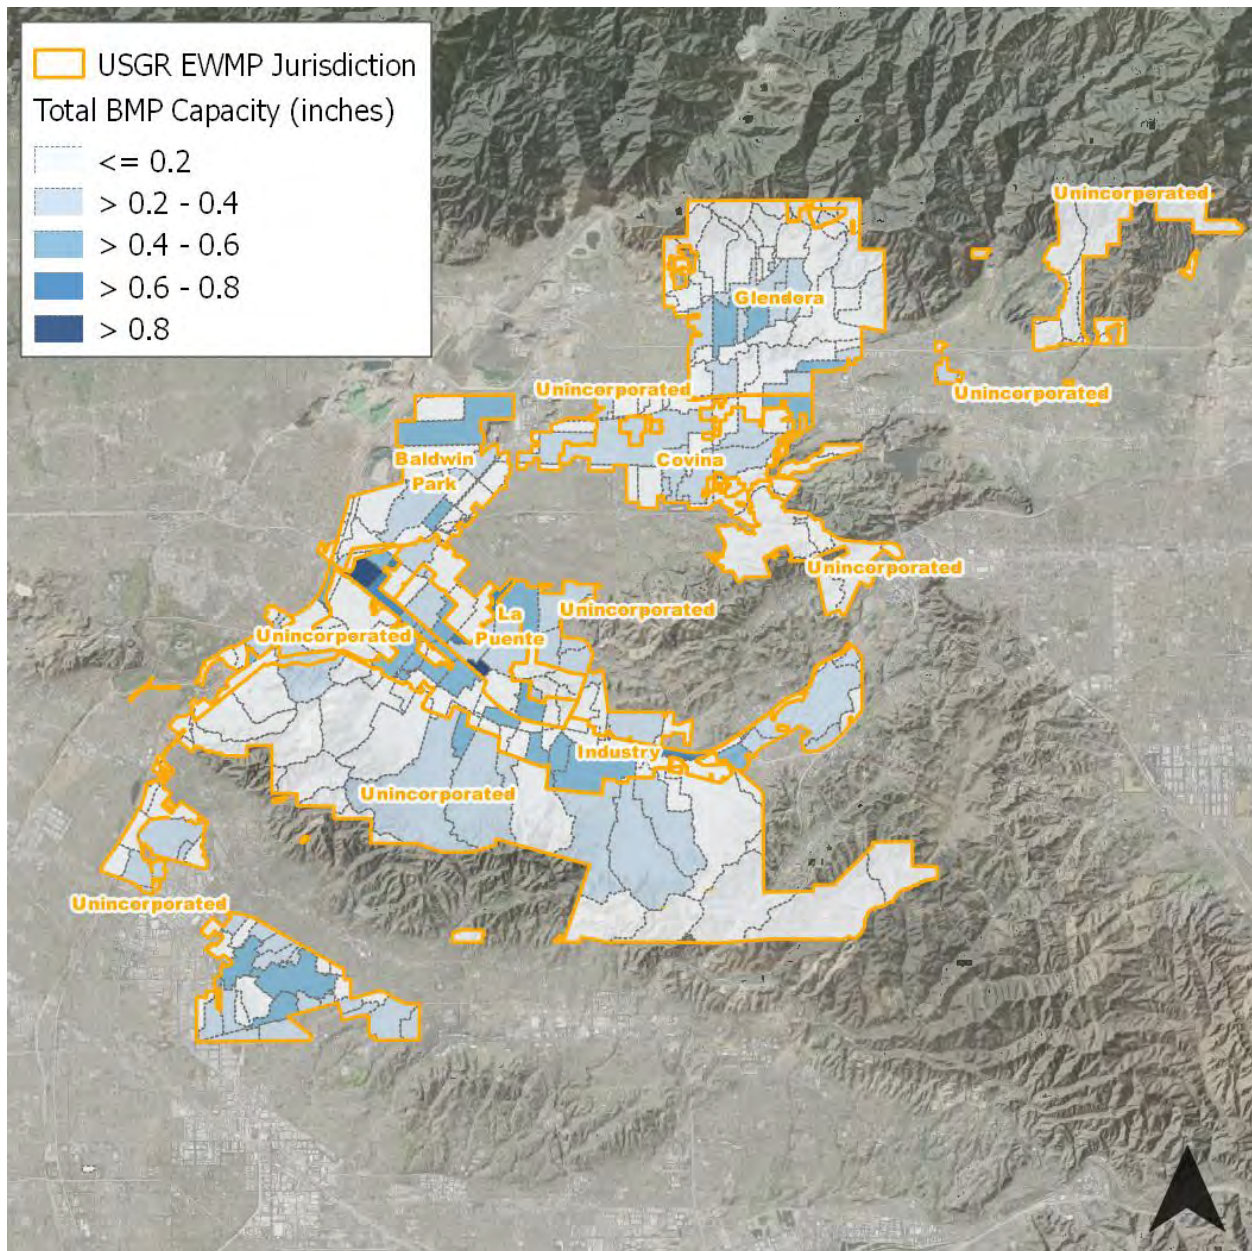 USGR EWMP Jurisdiction
Total BMP Capacity (inches)
<= 0.2
> 0.2 - 0.4
> 0.4 - 0.6
> 0.6 - 0.8
> 0.8
Unincorporated
Glendora
Unincorporated
Unincorporated
Baldwin
Park
Covina
Unincorporated
La
Puente
Unincorporated
Unincorporated
Industry
Unincorporated
Unincorporated